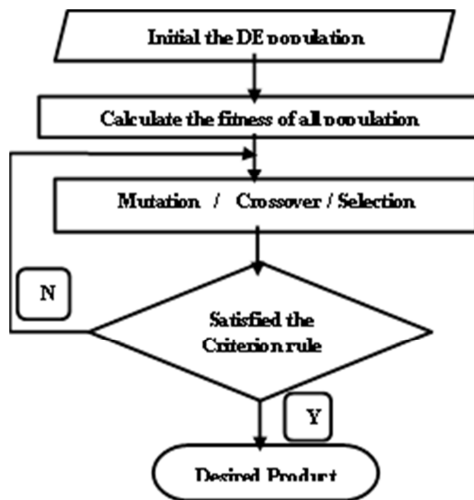 Initial the DE population
Calculate the fitness of all population
Mutation / Crossover / Selection
N
Satisfied the
Criterion rule
Y
Desired Product